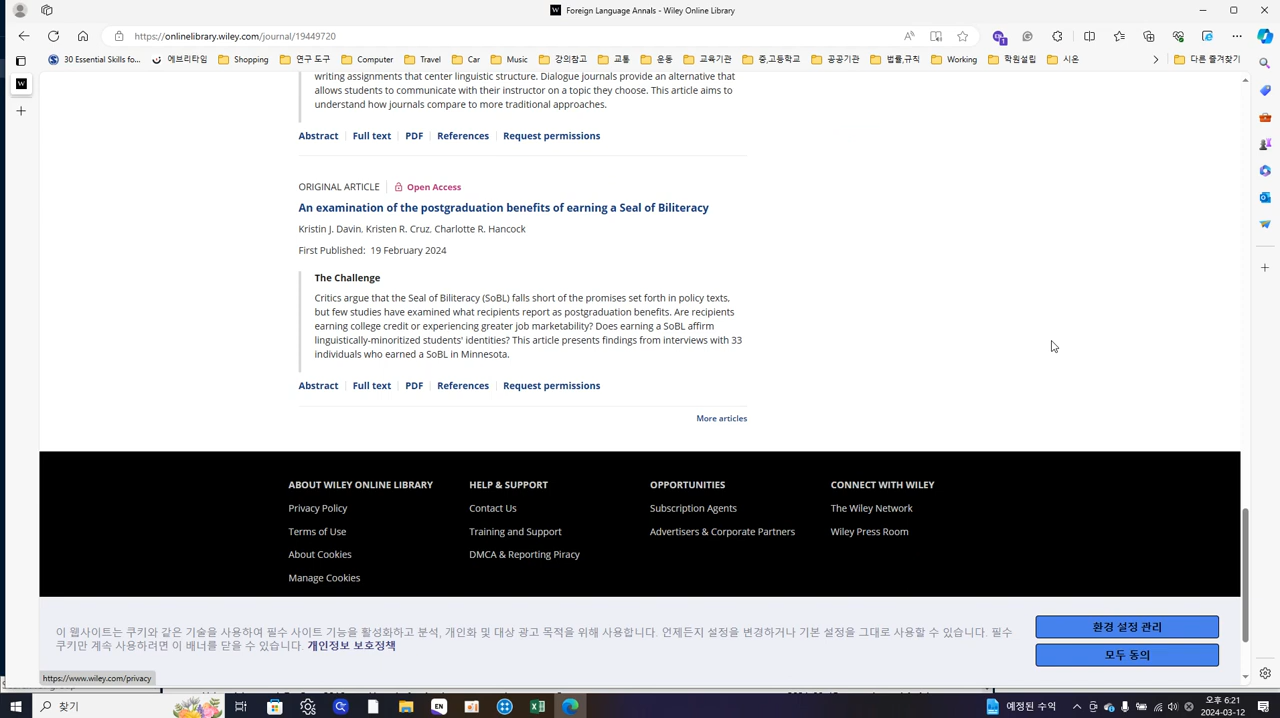 Foreign Language Annals - Wiley Online Library
https://onlinelibrary.wiley.com/journal/19449720
30 Essential Skills fo...
에브리타임
Shopping
연구 도구
Computer
Travel
Car
Music
강의참고
교통
운동
교육기관
중,고등학교
공공기관
법률,규칙
Working
학원설립
시온
다른 즐겨찾기
writing assignments that center linguistic structure. Dialogue journals provide an alternative that
allows students to communicate with their instructor on a topic they choose. This article aims to
understand how journals compare to more traditional approaches.
Abstract | Full text | PDF | References | Request permissions
ORIGINAL ARTICLE | Open Access
An examination of the postgraduation benefits of earning a Seal of Biliteracy
Kristin J. Davin, Kristen R. Cruz, Charlotte R. Hancock
First Published: 19 February 2024
The Challenge
Critics argue that the Seal of Biliteracy (SoBL) falls short of the promises set forth in policy texts,
but few studies have examined what recipients report as postgraduation benefits. Are recipients
earning college credit or experiencing greater job marketability? Does earning a SoBL affirm
linguistically-minoritized students' identities? This article presents findings from interviews with 33
individuals who earned a SoBL in Minnesota.
Abstract | Full text | PDF | References | Request permissions
More articles
ABOUT WILEY ONLINE LIBRARY
Privacy Policy
Terms of Use
About Cookies
Manage Cookies
HELP & SUPPORT
Contact Us
Training and Support
DMCA & Reporting Piracy
OPPORTUNITIES
Subscription Agents
Advertisers & Corporate Partners
CONNECT WITH WILEY
The Wiley Network
Wiley Press Room
이 웹사이트는 쿠키와 같은 기술을 사용하여 필수 사이트 기능을 활성화하고 분석, 개인화 및 대상 광고 목적을 위해 사용합니다. 언제든지 설정을 변경하거나 기본 설정을 그대로 사용할 수 있습니다. 필수
쿠키만 계속 사용하려면 이 배너를 닫을 수 있습니다. 개인정보 보호정책
환경 설정 관리
모두 동의
https://www.wiley.com/privacy
찾기
예정된 수익
오후 6:21
2024-03-12